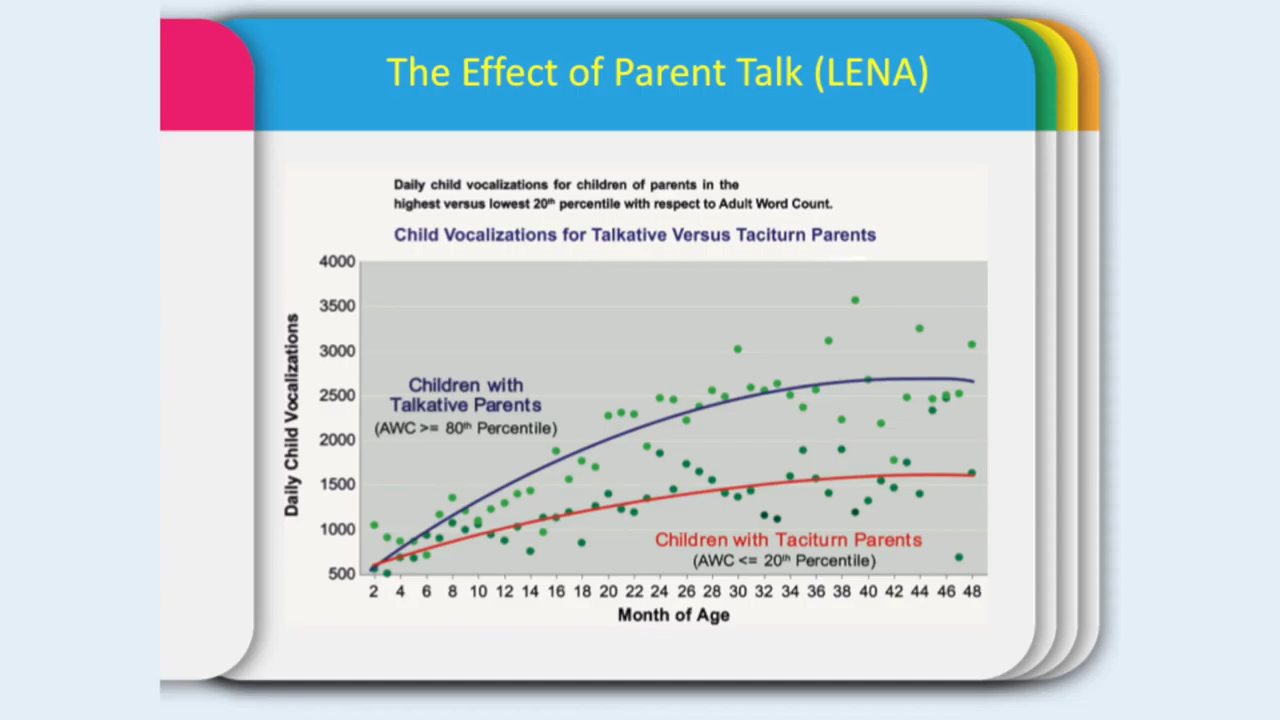 The Effect of Parent Talk (LENA)
Daily child vocalizations for children of parents in the
highest versus lowest 20th percentile with respect to Adult Word Count.
Child Vocalizations for Talkative Versus Taciturn Parents
4000
3500
3000
2500
2000
1500
1000
500
Daily Child Vocalizations
Children with
Talkative Parents
(AWC >= 80th Percentile)
Children with Taciturn Parents
(AWC <= 20th Percentile)
2 4 6 8 10 12 14 16 18 20 22 24 26 28 30 32 34 36 38 40 42 44 46 48
Month of Age